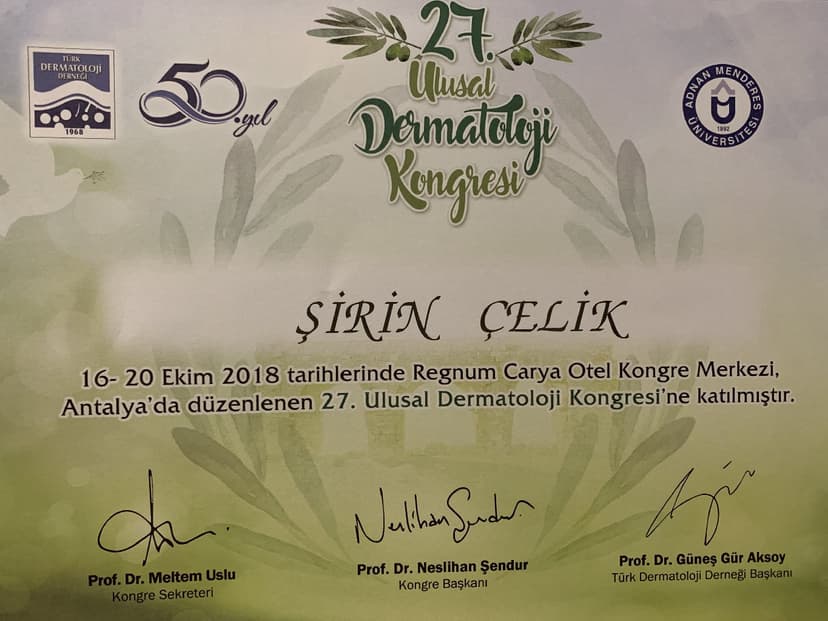 TÜRK
DERMATOLOJİ
DERNEĞİ
1968
50.yıl
27.
Ulusal
Dermatoloji
Kongresi
ADNAN MENDERES ÜNİVERSİTESİ
1992
ŞİRİN ÇELİK
16- 20 Ekim 2018 tarihlerinde Regnum Carya Otel Kongre Merkezi,
Antalya'da düzenlenen 27. Ulusal Dermatoloji Kongresi'ne katılmıştır.
Neslihan Şendur
Prof. Dr. Meltem Uslu
Kongre Sekreteri
Prof. Dr. Neslihan Şendur
Kongre Başkanı
Prof. Dr. Güneş Gür Aksoy
Türk Dermatoloji Derneği Başkanı